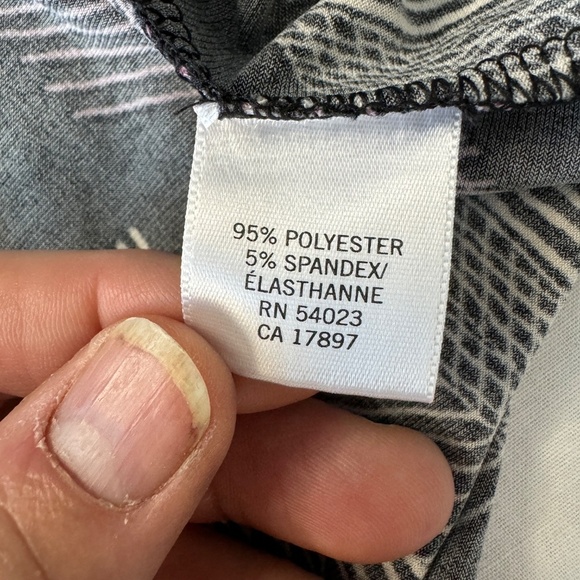 95% POLYESTER
5% SPANDEX/
ÉLASTHANNE
RN 54023
CA 17897